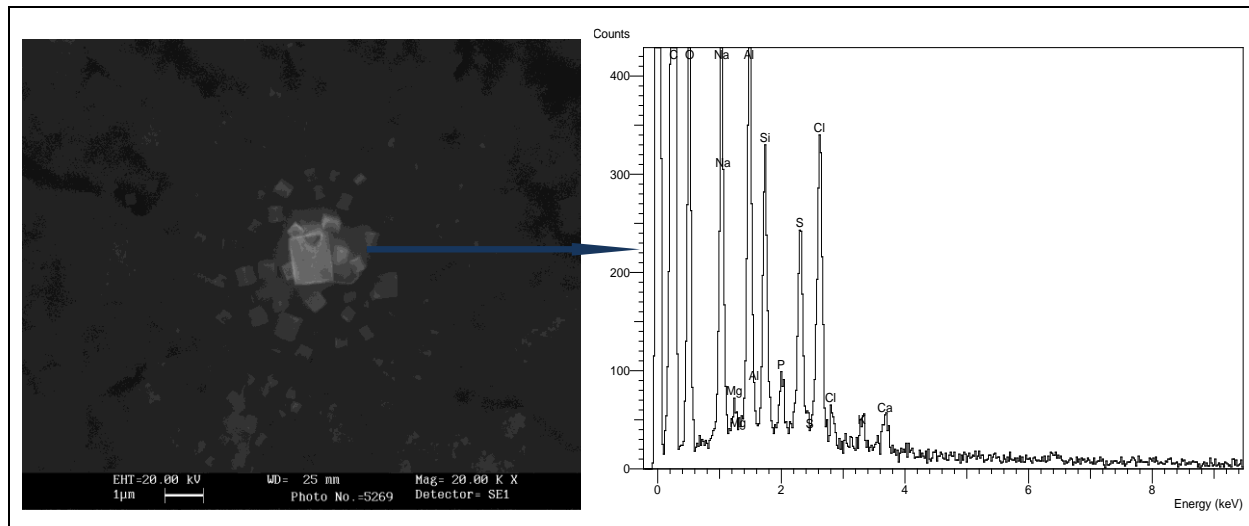 EHT=20.00 kV WD= 25 mm Mag= 20.00 K X
1µm Photo No.=5269 Detector= SE1
Counts
400
300
200
100
0
C O Na Al
Na
Si
Cl
S
P
Al
Mg
Mg
S
Cl
K
Ca
0 2 4 6 8
Energy (keV)